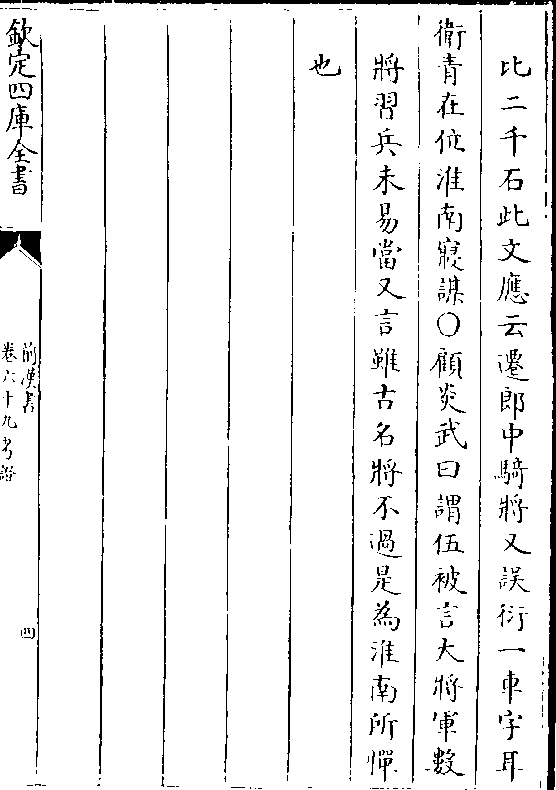 比二千石此文應云遷郎中騎將又誤衍一車字耳
衛青在位淮南寢謀〇顧炎武曰謂伍被言大將軍數
將習兵未易當又言雖古名將不過是為淮南所憚
也
欽定四庫全書
前漢書
卷六十九考證
四